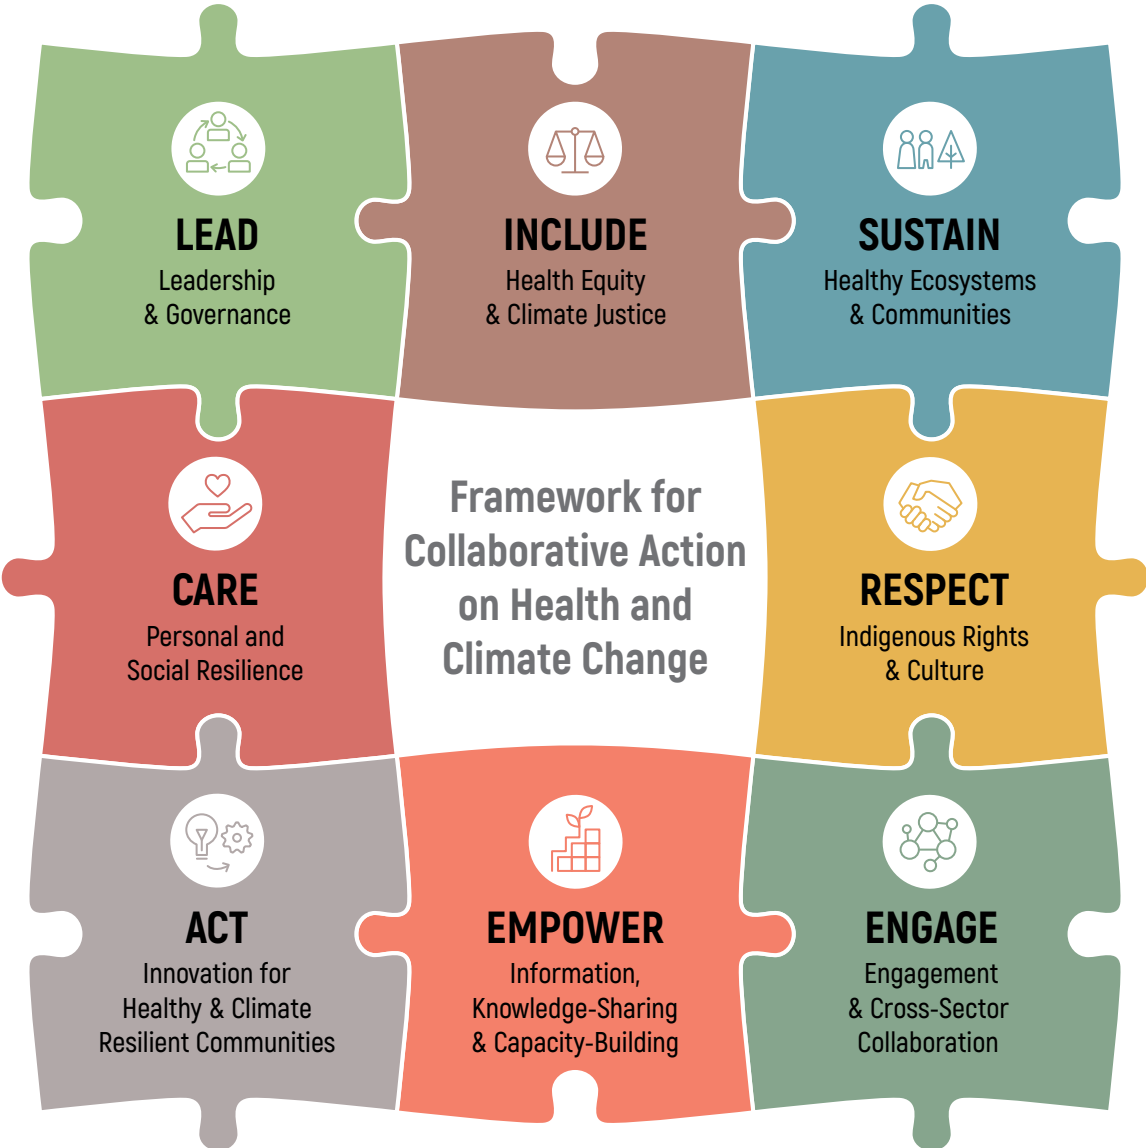 LEAD
Leadership
& Governance
INCLUDE
Health Equity
& Climate Justice
SUSTAIN
Healthy Ecosystems
& Communities
CARE
Personal and
Social Resilience
Framework for
Collaborative Action
on Health and
Climate Change
RESPECT
Indigenous Rights
& Culture
ACT
Innovation for
Healthy & Climate
Resilient Communities
EMPOWER
Information,
Knowledge-Sharing
& Capacity-Building
ENGAGE
Engagement
& Cross-Sector
Collaboration